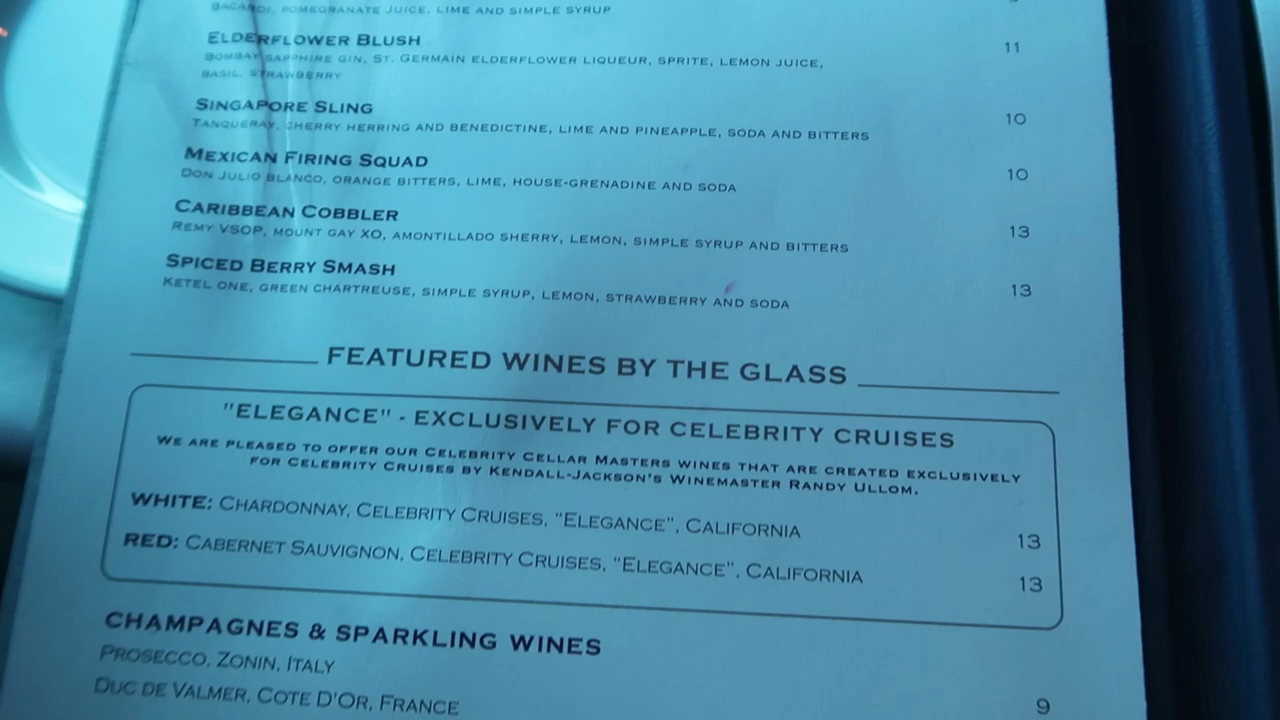 BACARDI, POMEGRANATE JUICE, LIME AND SIMPLE SYRUP
ELDERFLOWER BLUSH 11
BOMBAY SAPPHIRE GIN, ST. GERMAIN ELDERFLOWER LIQUEUR, SPRITE, LEMON JUICE,
BASIL, STRAWBERRY
SINGAPORE SLING 10
TANQUERAY, CHERRY HERRING AND BENEDICTINE, LIME AND PINEAPPLE, SODA AND BITTERS
MEXICAN FIRING SQUAD 10
DON JULIO BLANCO, ORANGE BITTERS, LIME, HOUSE-GRENADINE AND SODA
CARIBBEAN COBBLER 13
REMY VSOP, MOUNT GAY XO, AMONTILLADO SHERRY, LEMON, SIMPLE SYRUP AND BITTERS
SPICED BERRY SMASH 13
KETEL ONE, GREEN CHARTREUSE, SIMPLE SYRUP, LEMON, STRAWBERRY AND SODA
FEATURED WINES BY THE GLASS
"ELEGANCE" - EXCLUSIVELY FOR CELEBRITY CRUISES
WE ARE PLEASED TO OFFER OUR CELEBRITY CELLAR MASTERS WINES THAT ARE CREATED EXCLUSIVELY
FOR CELEBRITY CRUISES BY KENDALL-JACKSON'S WINEMASTER RANDY ULLOM.
WHITE: CHARDONNAY, CELEBRITY CRUISES, "ELEGANCE", CALIFORNIA 13
RED: CABERNET SAUVIGNON, CELEBRITY CRUISES, "ELEGANCE", CALIFORNIA 13
CHAMPAGNES & SPARKLING WINES
PROSECCO, ZONIN, ITALY 9
DUC DE VALMER, COTE D'OR, FRANCE